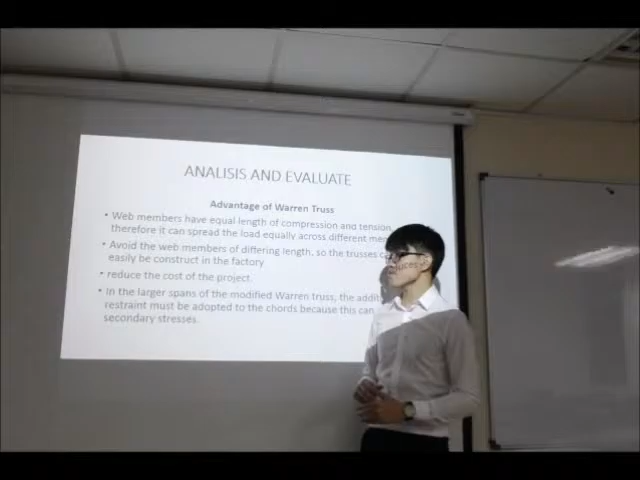 ANALISIS AND EVALUATE
Advantage of Warren Truss
• Web members have equal length of compression and tension,
therefore it can spread the load equally across different
• Avoid the web members of differing length, so the trusses
easily be construct in the factory
• reduce the cost of the project.
• In the larger spans of the modified Warren truss, the
restraint must be adopted to the chords because this can
secondary stresses.